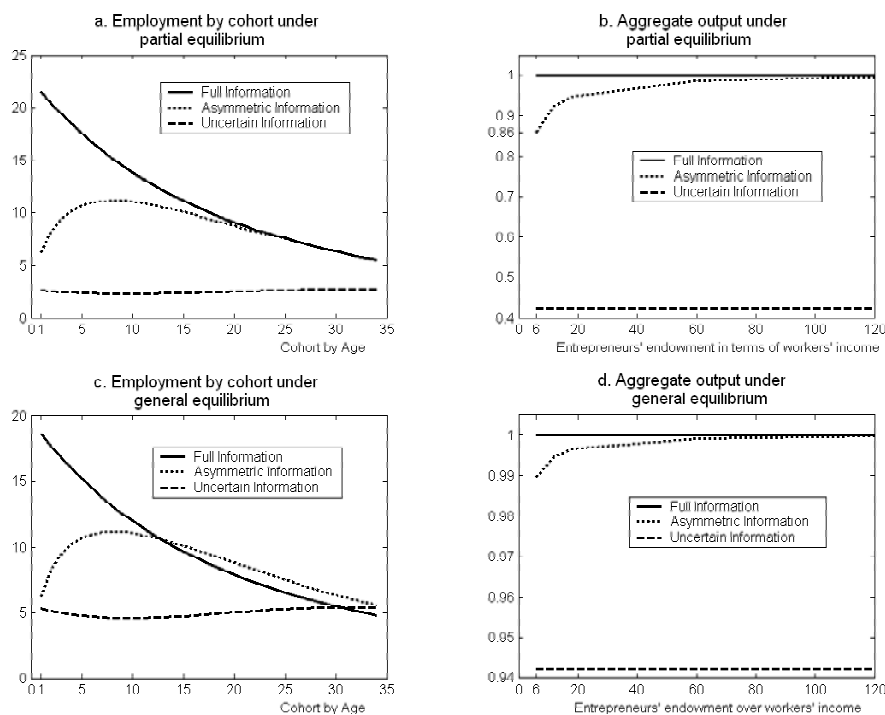 a. Employment by cohort under
partial equilibrium
25
20
15
10
5
0
Full Information
Asymmetric Information
Uncertain Information
0 1 5 10 15 20 25 30 35
Cohort by Age
b. Aggregate output under
partial equilibrium
1
0.9
0.86
0.8
0.7
0.6
0.5
0.4
Full Information
Asymmetric Information
Uncertain Information
0 6 20 40 60 80 100 120
Entrepreneurs' endowment in terms of workers' income
c. Employment by cohort under
general equilibrium
20
15
10
5
0
Full Information
Asymmetric Information
Uncertain Information
0 1 5 10 15 20 25 30 35
Cohort by Age
d. Aggregate output under
general equilibrium
1
0.99
0.98
0.97
0.96
0.95
0.94
Full Information
Asymmetric Information
Uncertain Information
0 6 20 40 60 80 100 120
Entrepreneurs' endowment over workers' income